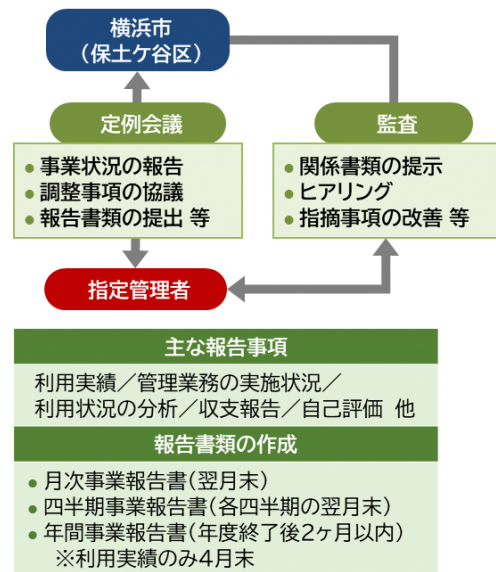 横浜市
（保土ケ谷区）
定例会議
● 事業状況の報告
● 調整事項の協議
● 報告書類の提出 等
監査
● 関係書類の提示
● ヒアリング
● 指摘事項の改善 等
指定管理者
主な報告事項
利用実績／管理業務の実施状況／
利用状況の分析／収支報告／自己評価 他
報告書類の作成
● 月次事業報告書（翌月末）
● 四半期事業報告書（各四半期の翌月末）
● 年間事業報告書（年度終了後2ヶ月以内）
※利用実績のみ4月末